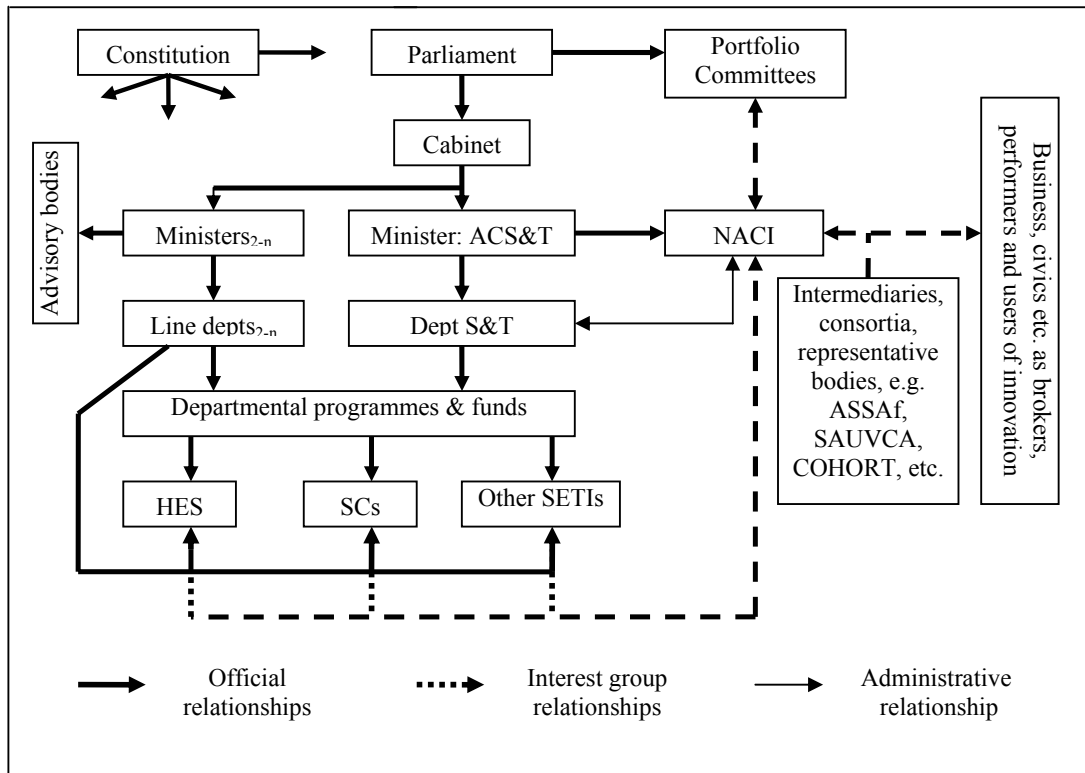 Constitution
Parliament
Portfolio
Committees
Cabinet
Advisory bodies
Ministers2-n
Minister: ACS&T
NACI
Business, civics etc. as brokers,
performers and users of innovation
Line depts2-n
Dept S&T
Intermediaries,
consortia,
representative
bodies, e.g.
ASSAf,
SAUVCA,
COHORT, etc.
Departmental programmes & funds
HES
SCs
Other SETIs
Official
relationships
Interest group
relationships
Administrative
relationship